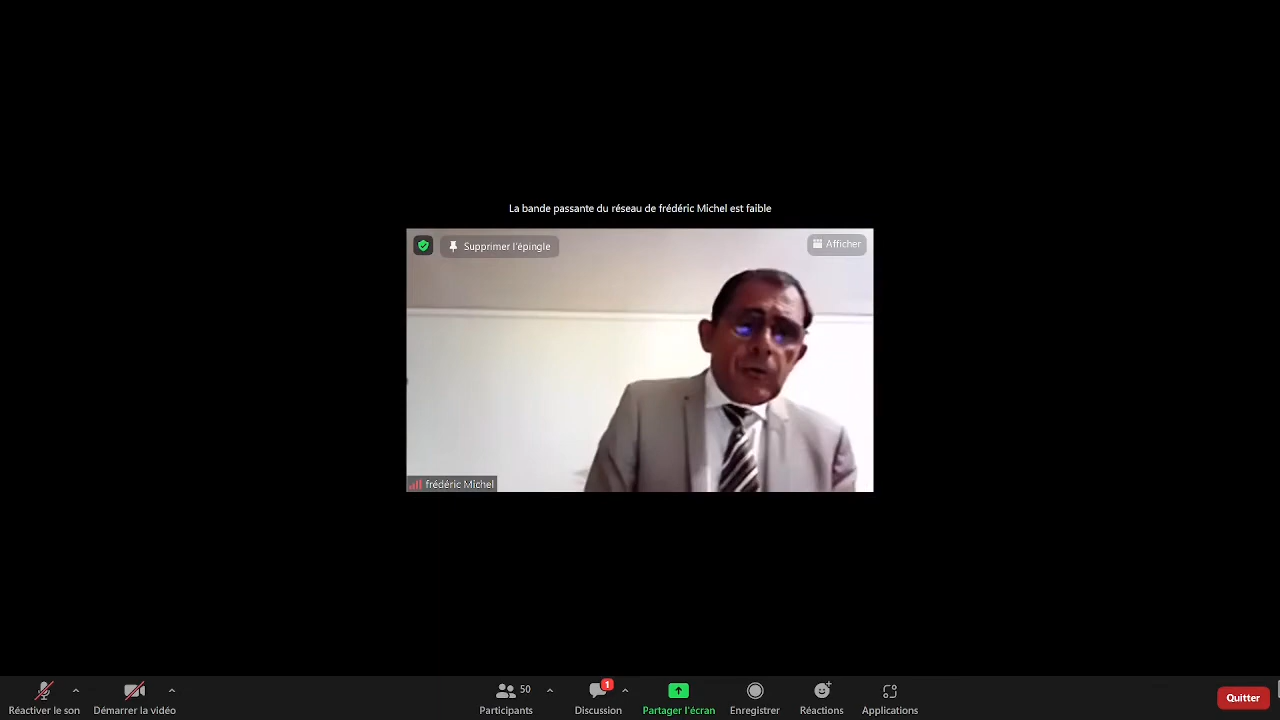 La bande passante du réseau de frédéric Michel est faible
Supprimer l'épingle
Afficher
frédéric Michel
50
1
Réactiver le son
Démarrer la vidéo
Participants
Discussion
Partager l'écran
Enregistrer
Réactions
Applications
Quitter